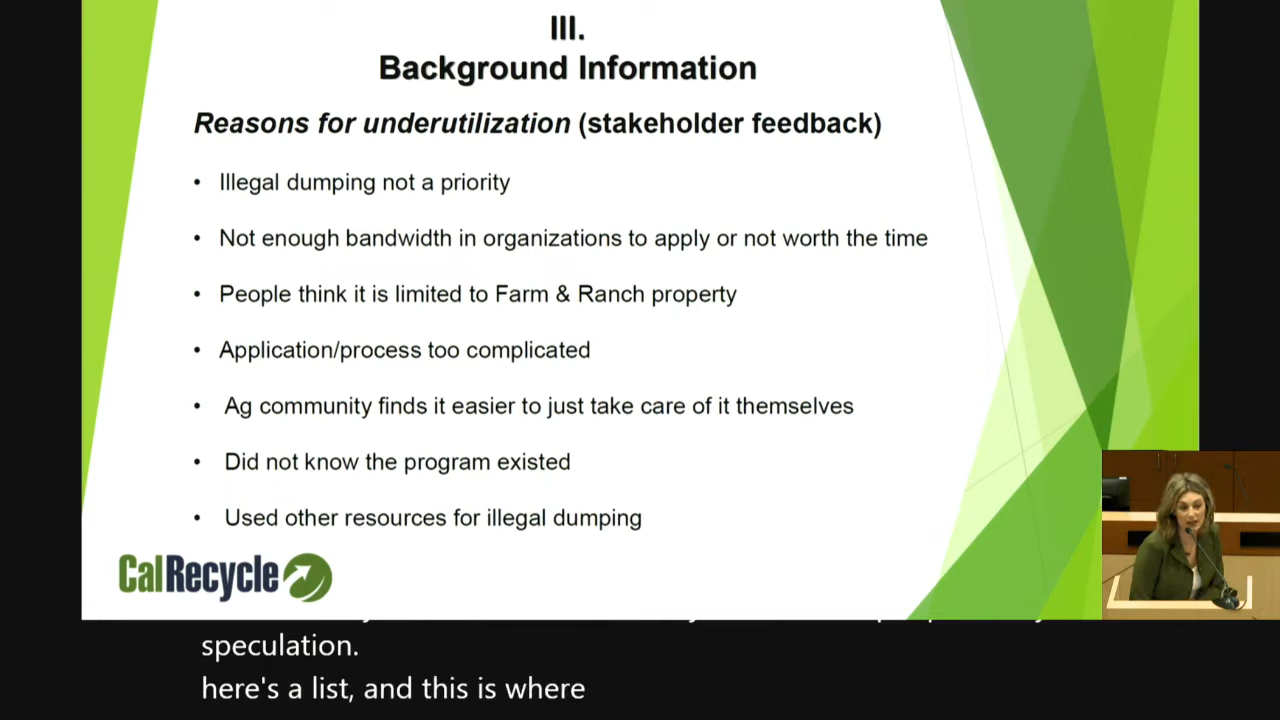 III.
Background Information
Reasons for underutilization (stakeholder feedback)
• Illegal dumping not a priority
• Not enough bandwidth in organizations to apply or not worth the time
• People think it is limited to Farm & Ranch property
• Application/process too complicated
• Ag community finds it easier to just take care of it themselves
• Did not know the program existed
• Used other resources for illegal dumping
CalRecycle
speculation.
here's a list, and this is where